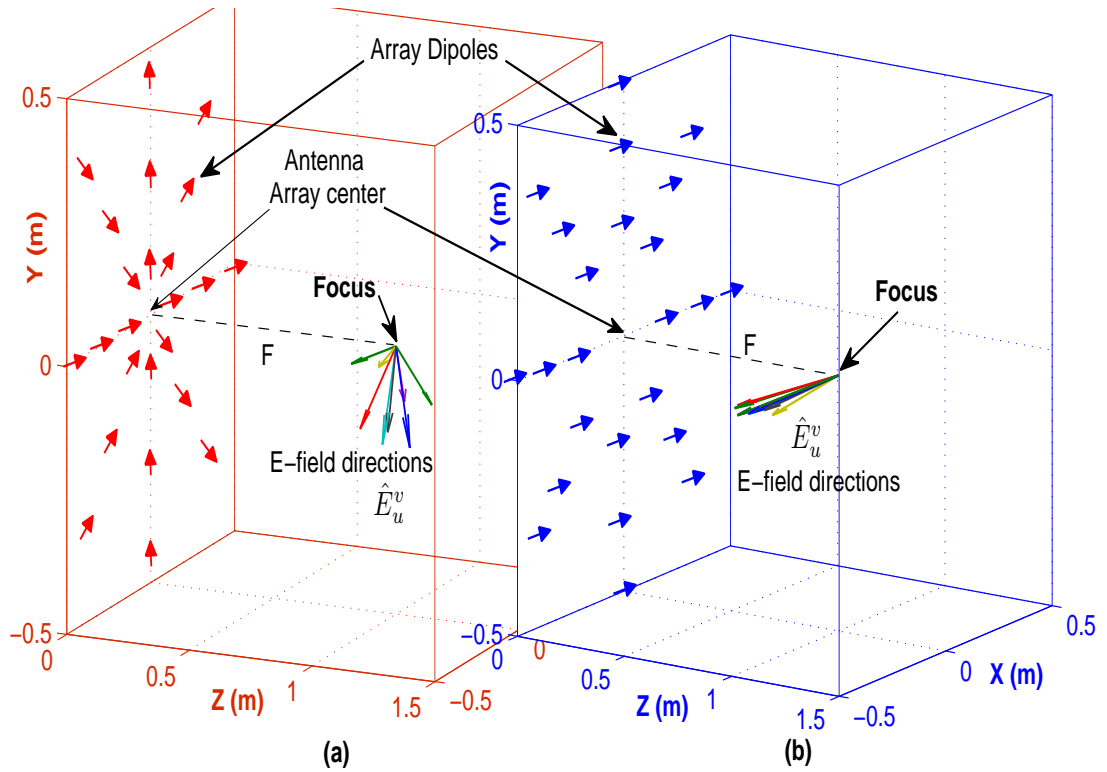 Array Dipoles
0.5
0.5
Antenna
Array center
Y (m)
Y (m)
Focus
Focus
F
F
0
0
E−field directions
Ê_u^v
Ê_u^v
E−field directions
−0.5
−0.5
0
0
0
0.5
0.5
0.5
0
1
1
X (m)
Z (m)
Z (m)
1.5
−0.5
1.5
−0.5
(a)
(b)